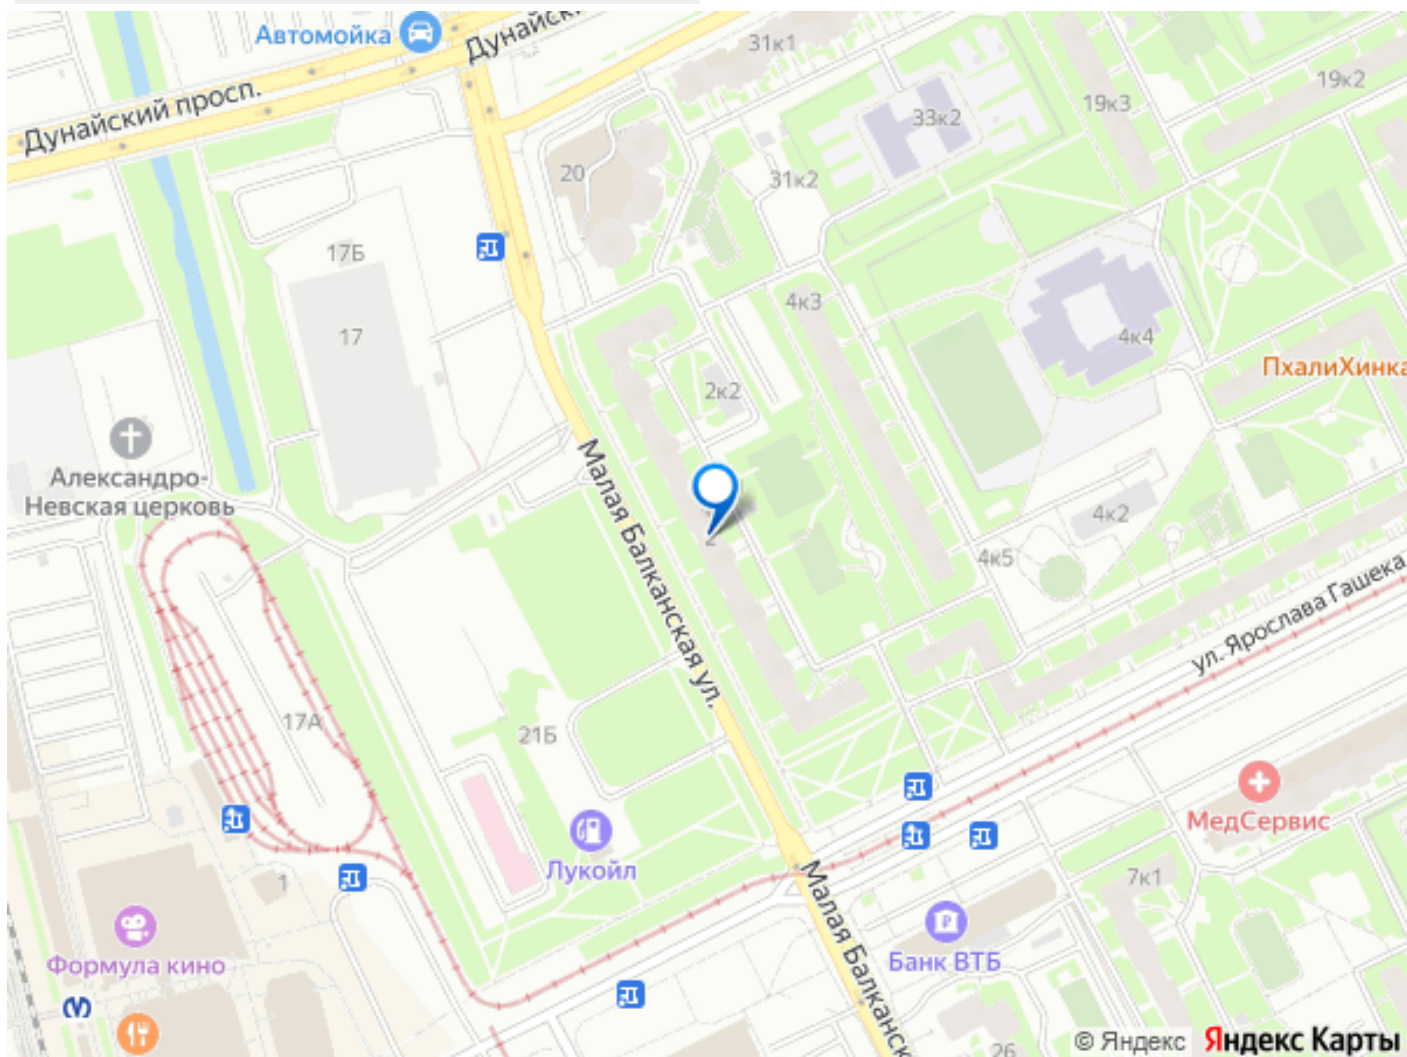 Автомойка
Дунайск
31к1
19к2
19к3
Дунайский просп.
33к2
20
31к2
17Б
4к3
17
4к4
ПхалиХинка
2к2
Александро-
Невская церковь
Малая Балканская ул.
4к2
2
4к5
ул. Ярослава Гашека
17А
21Б
МедСервис
Лукойл
7к1
1
Малая Балканск
Банк ВТБ
Формула кино
26
© Яндекс Яндекс Карты